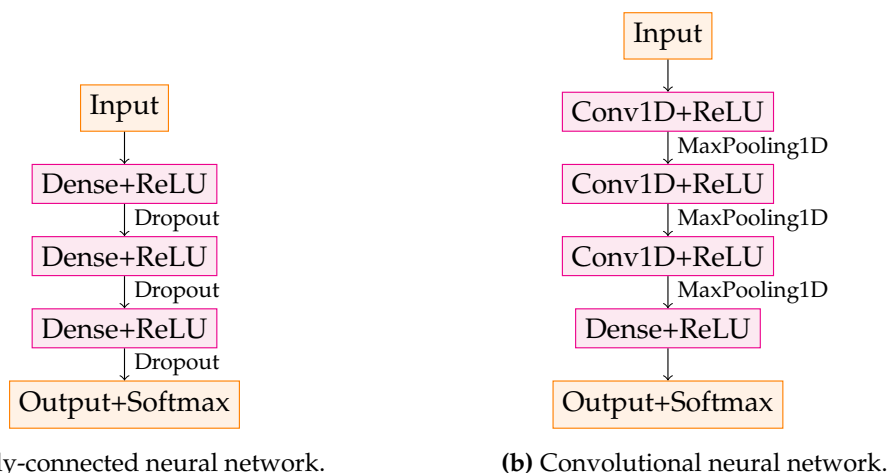 Input
Dense+ReLU
Dropout
Dense+ReLU
Dropout
Dense+ReLU
Dropout
Output+Softmax
ly-connected neural network.
Input
Conv1D+ReLU
MaxPooling1D
Conv1D+ReLU
MaxPooling1D
Conv1D+ReLU
MaxPooling1D
Dense+ReLU
Output+Softmax
(b) Convolutional neural network.